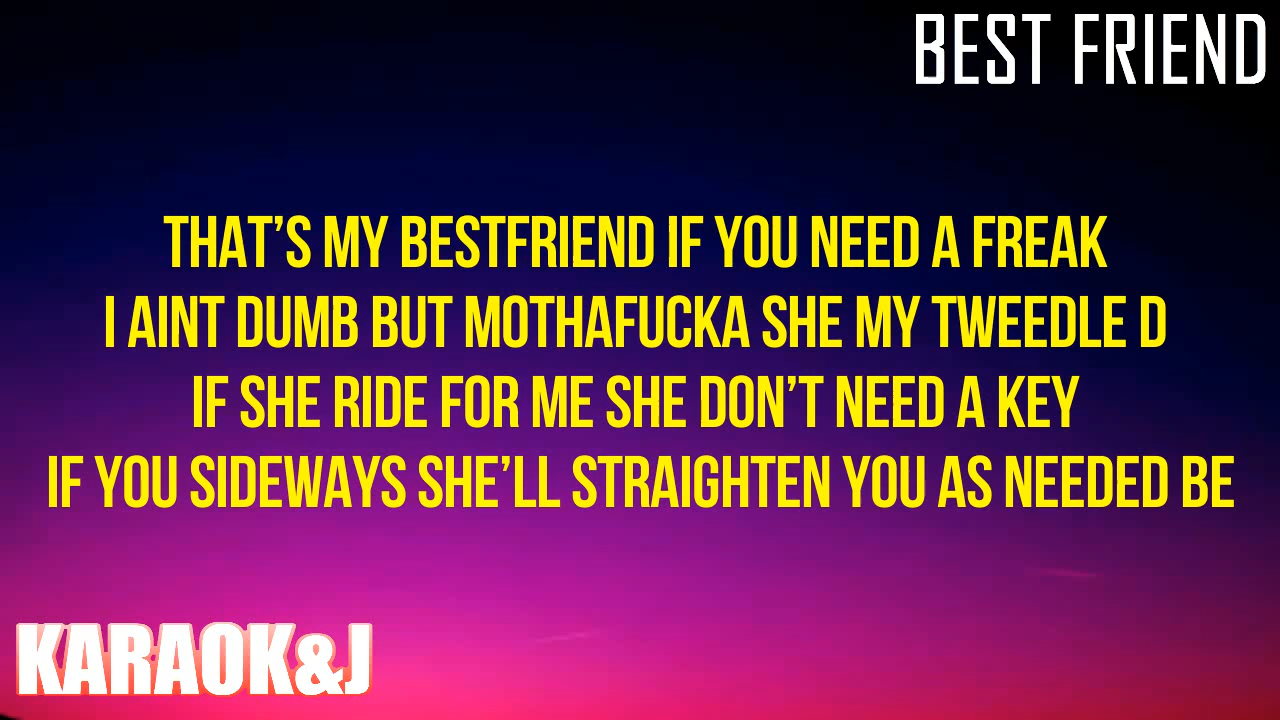 BEST FRIEND
THAT’S MY BESTFRIEND IF YOU NEED A FREAK
I AINT DUMB BUT MOTHAFUCKA SHE MY TWEEDLE D
IF SHE RIDE FOR ME SHE DON’T NEED A KEY
IF YOU SIDEWAYS SHE’LL STRAIGHTEN YOU AS NEEDED BE
KARAOK&J